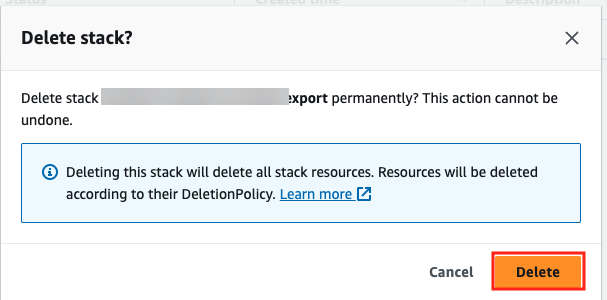 Status Created time Description
Delete stack?
Delete stack export permanently? This action cannot be
undone.
Deleting this stack will delete all stack resources. Resources will be deleted
according to their DeletionPolicy. Learn more
Cancel Delete